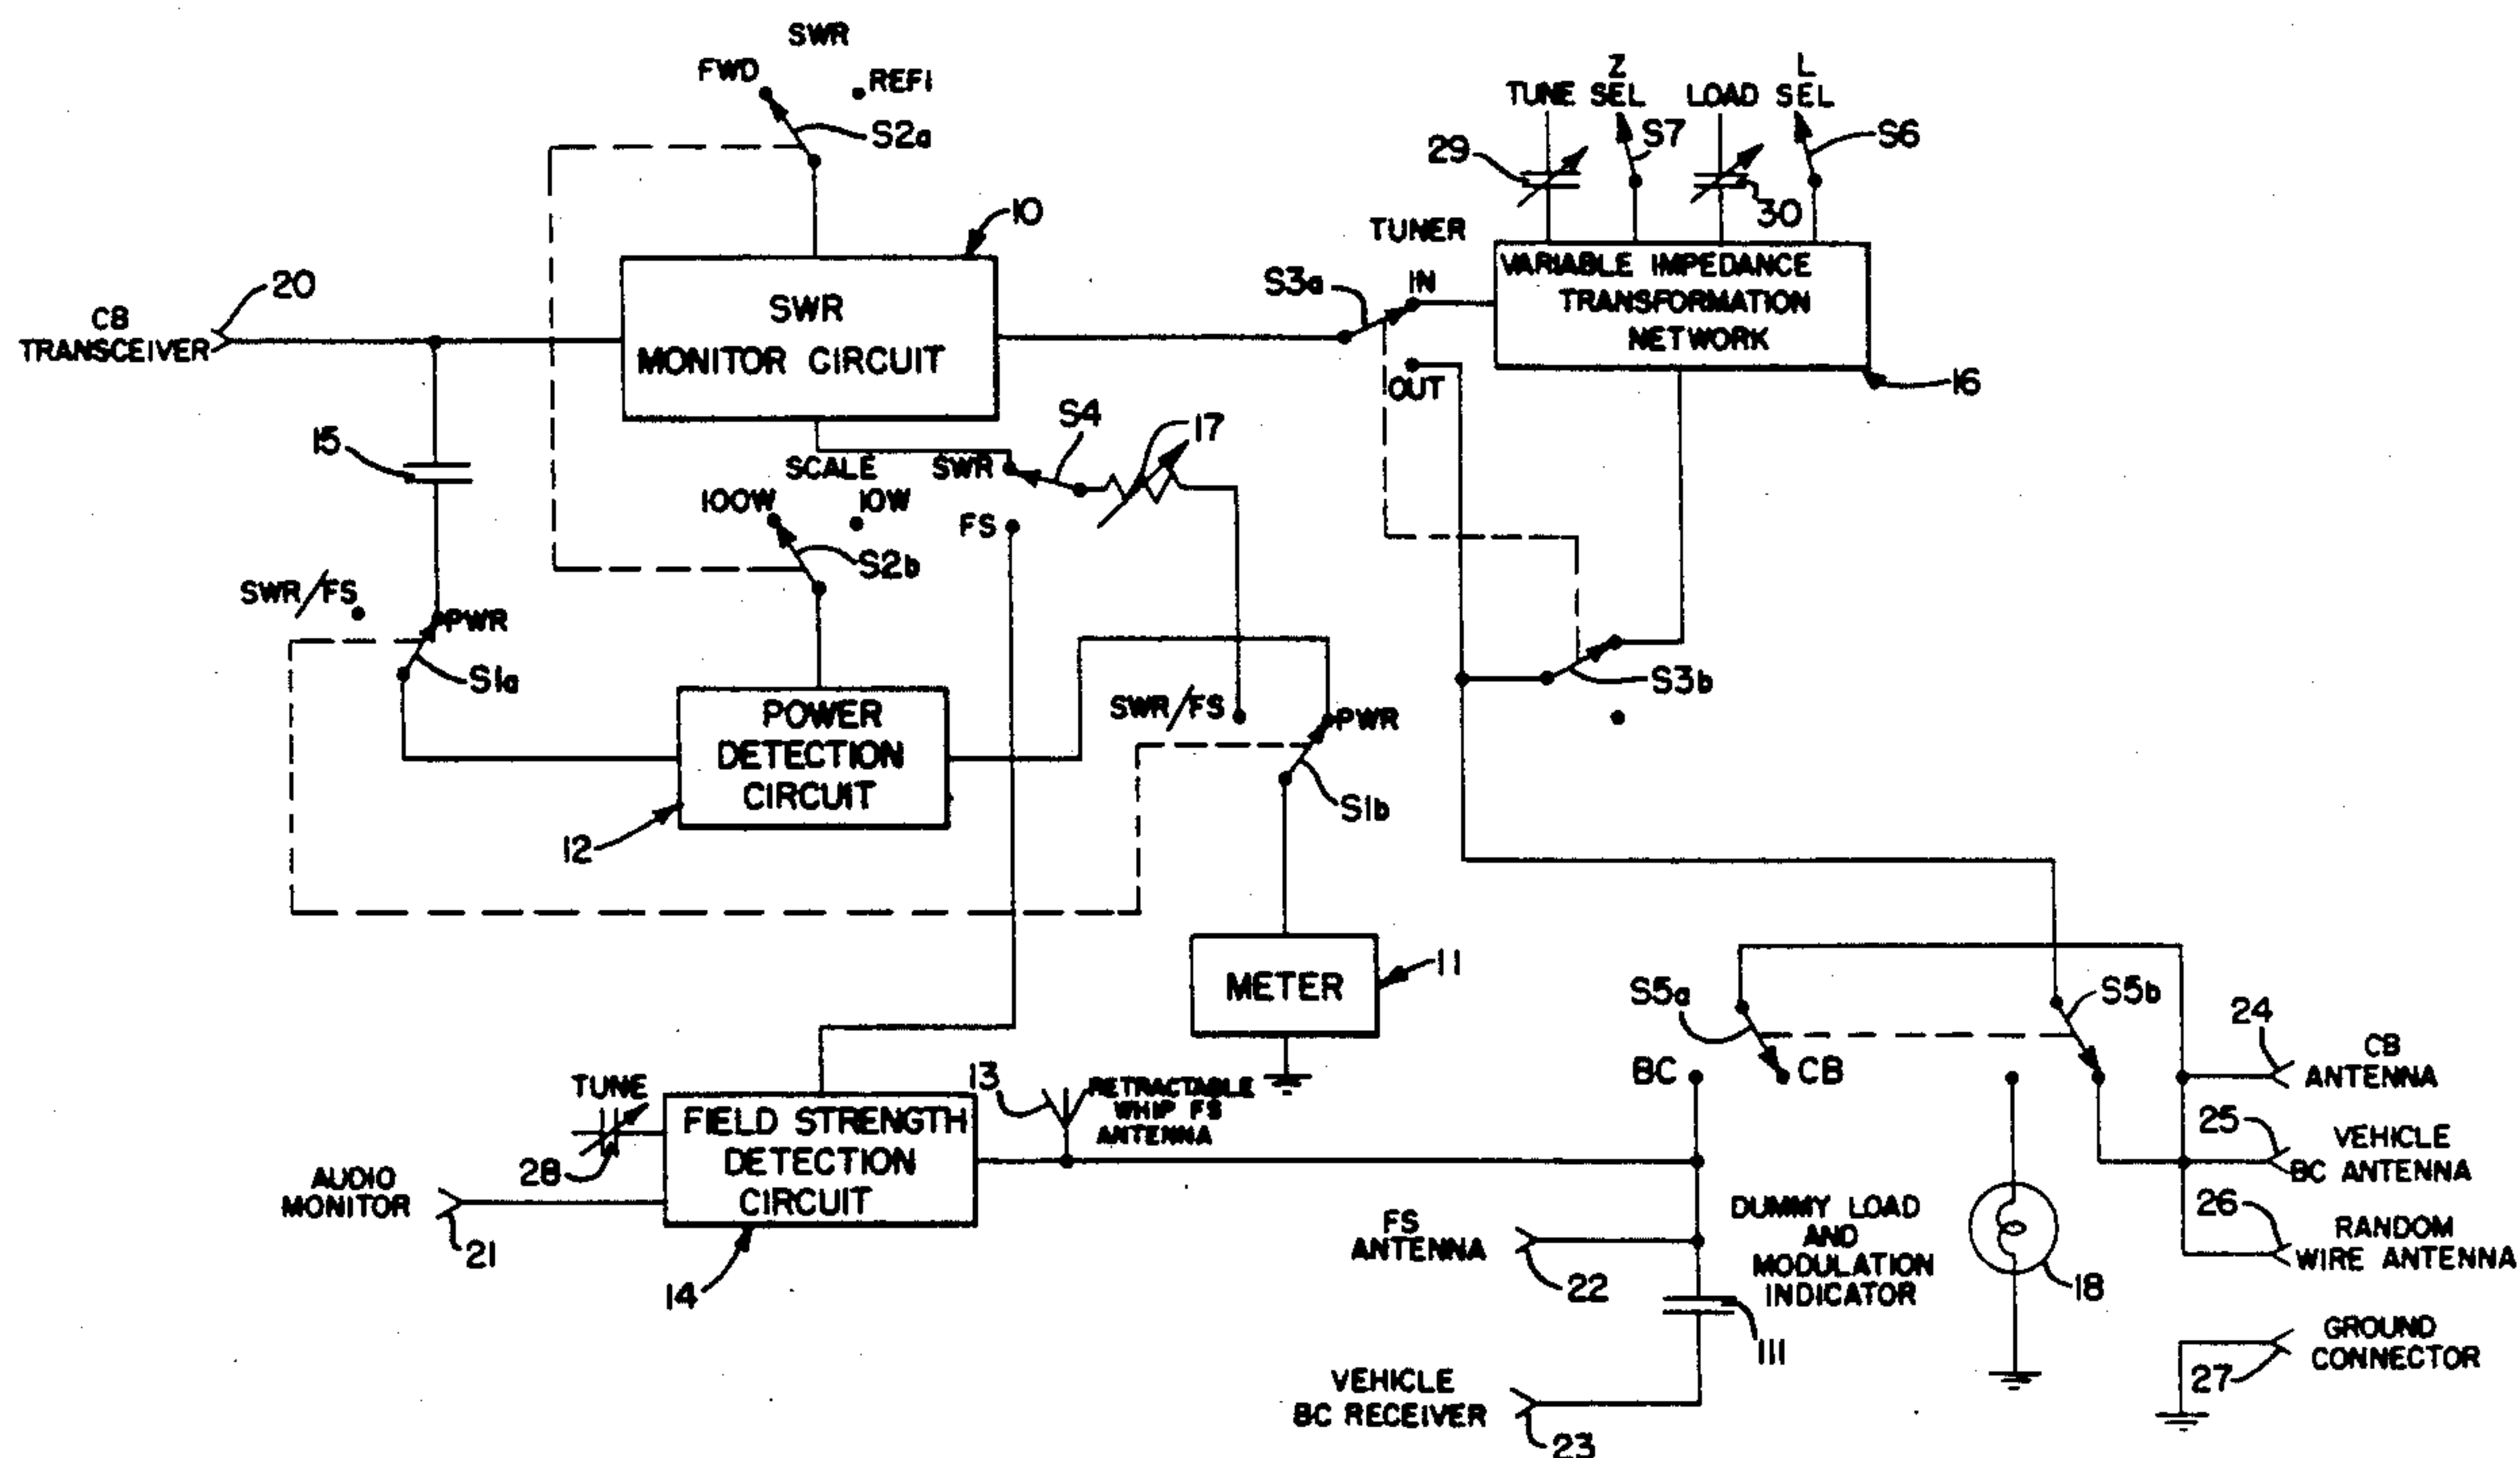 SWR
FWD
REFl
S2a
10
SWR
MONITOR CIRCUIT
20
CB
TRANSCEIVER
15
SCALE
100W
10W
S2b
SWR
FS
S4
17
SWR/FS
PWR
S1a
POWER
DETECTION
CIRCUIT
12
SWR/FS
PWR
S1b
METER
11
TUNER
S3a
IN
OUT
TUNE
Z
SEL
LOAD
L
SEL
29
S7
30
S6
VARIABLE IMPEDANCE
TRANSFORMATION
NETWORK
16
S3b
TUNE
28
FIELD STRENGTH
DETECTION
CIRCUIT
14
AUDIO
MONITOR
21
13
RETRACTABLE
WHIP FS
ANTENNA
S5a
S5b
BC
CB
FS
ANTENNA
22
111
VEHICLE
BC RECEIVER
23
DUMMY LOAD
AND
MODULATION
INDICATOR
18
24
CB
ANTENNA
25
VEHICLE
BC ANTENNA
26
RANDOM
WIRE ANTENNA
GROUND
CONNECTOR
27